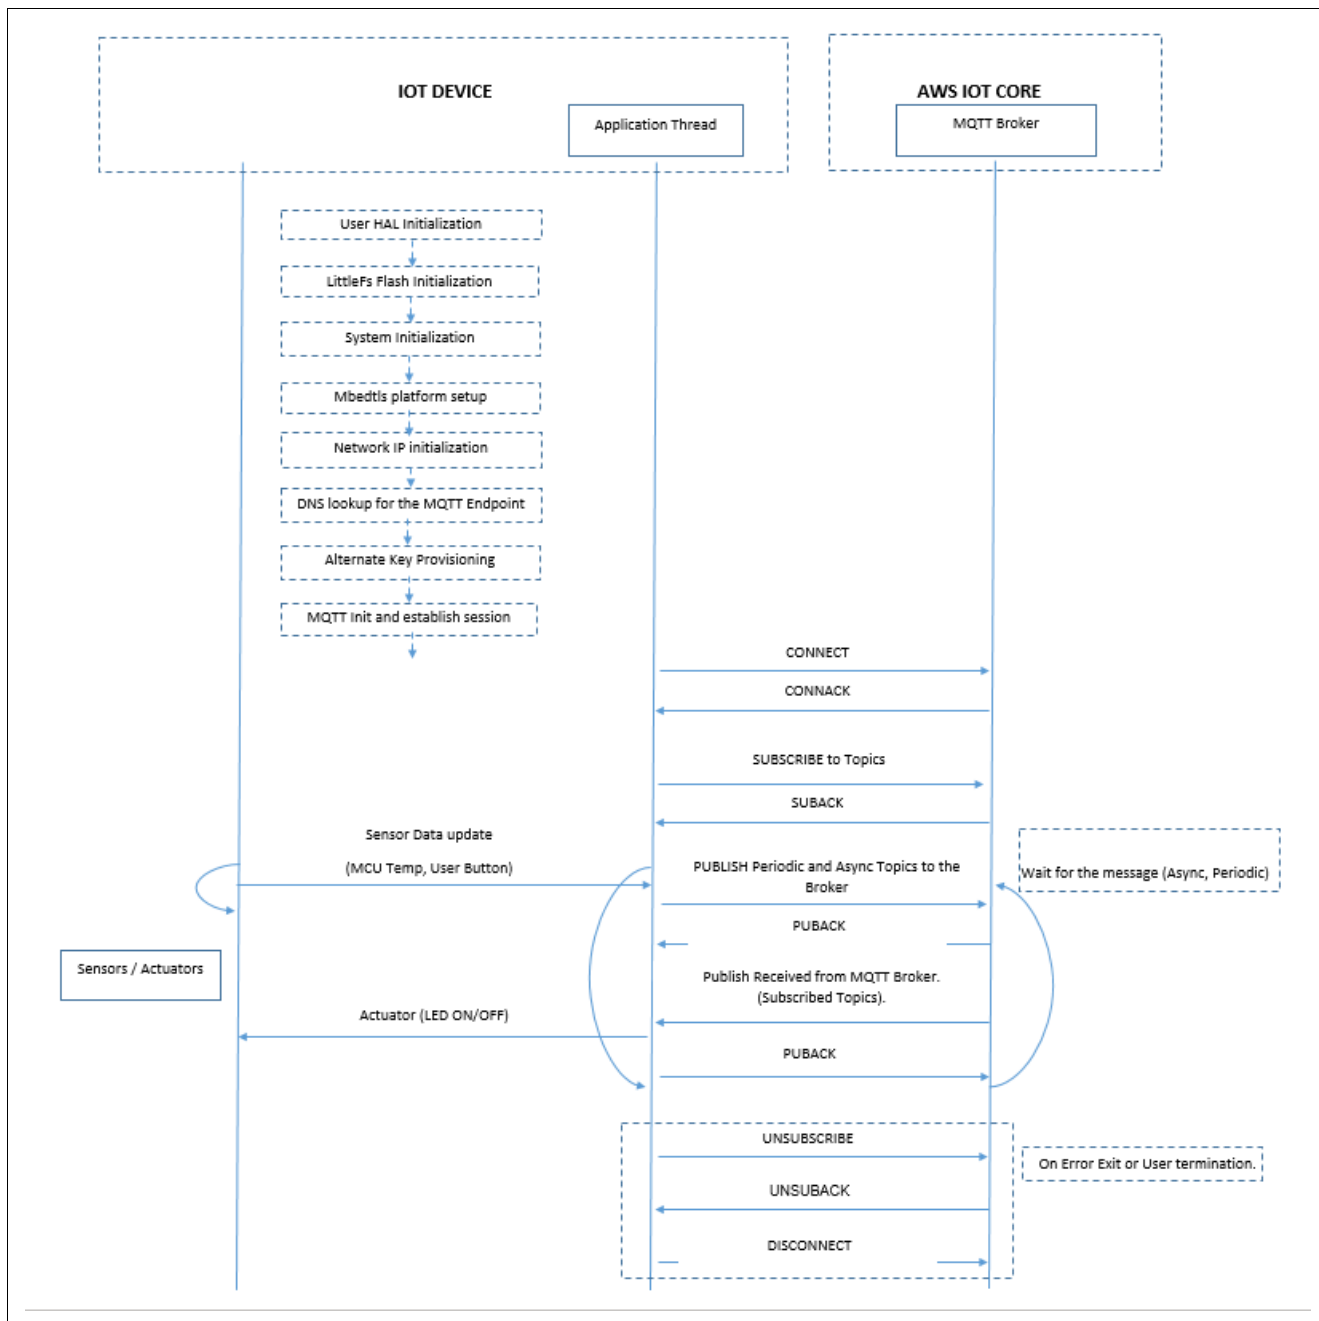 IOT DEVICE
AWS IOT CORE
Application Thread
MQTT Broker
User HAL Initialization
LittleFs Flash Initialization
System Initialization
Mbedtls platform setup
Network IP initialization
DNS lookup for the MQTT Endpoint
Alternate Key Provisioning
MQTT Init and establish session
CONNECT
CONNACK
SUBSCRIBE to Topics
SUBACK
Sensor Data update
(MCU Temp, User Button)
PUBLISH Periodic and Async Topics to the
Broker
Wait for the message (Async, Periodic)
PUBACK
Sensors / Actuators
Publish Received from MQTT Broker.
(Subscribed Topics).
Actuator (LED ON/OFF)
PUBACK
UNSUBSCRIBE
On Error Exit or User termination.
UNSUBACK
DISCONNECT